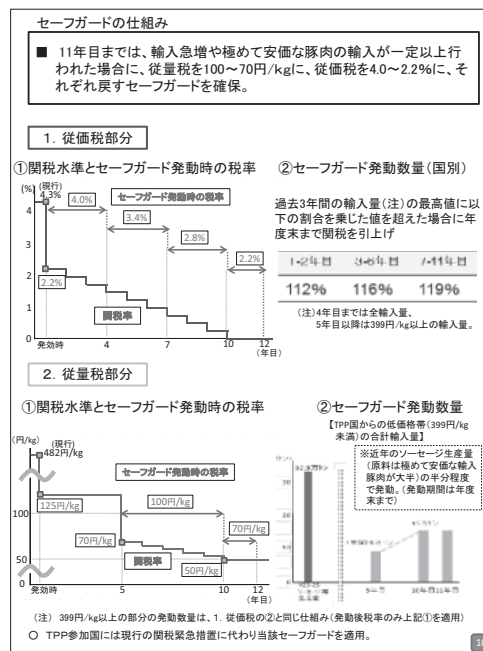 セーフガードの仕組み
■ 11年目までは、輸入急増や極めて安価な豚肉の輸入が一定以上行
われた場合に、従量税を100～70円/kgに、従価税を4.0～2.2%に、そ
れぞれ戻すセーフガードを確保。
1．従価税部分
①関税水準とセーフガード発動時の税率
(%)
(現行)
4.3%
4.0%
セーフガード発動時の税率
3.4%
2.8%
2.2%
2.2%
関税率
4
3
2
1
0
発効時
4
7
10
12
(年目)
②セーフガード発動数量(国別)
過去3年間の輸入量(注)の最高値に以
下の割合を乗じた値を超えた場合に年
度末まで関税を引上げ
1-2年目 3-6年目 7-11年目
112% 116% 119%
(注)4年目までは全輸入量、
5年目以降は399円/kg以上の輸入量。
2．従量税部分
①関税水準とセーフガード発動時の税率
(円/kg)
(現行)
482円/kg
セーフガード発動時の税率
125円/kg
100円/kg
70円/kg
70円/kg
関税率
50円/kg
100
50
0
発効時
5
10
12
(年目)
②セーフガード発動数量
【TPP国からの低価格帯(399円/kg
未満)の合計輸入量】
※近年のソーセージ生産量
(原料は極めて安価な輸入
豚肉が大半)の半分程度
で発動。(発動期間は年度
末まで)
30
20
10
0
5年目
10年目11年目
(注) 399円/kg以上の部分の発動数量は、1. 従価税の②と同じ仕組み(発動後税率のみ上記①を適用)
○ TPP参加国には現行の関税緊急措置に代わり当該セーフガードを適用。